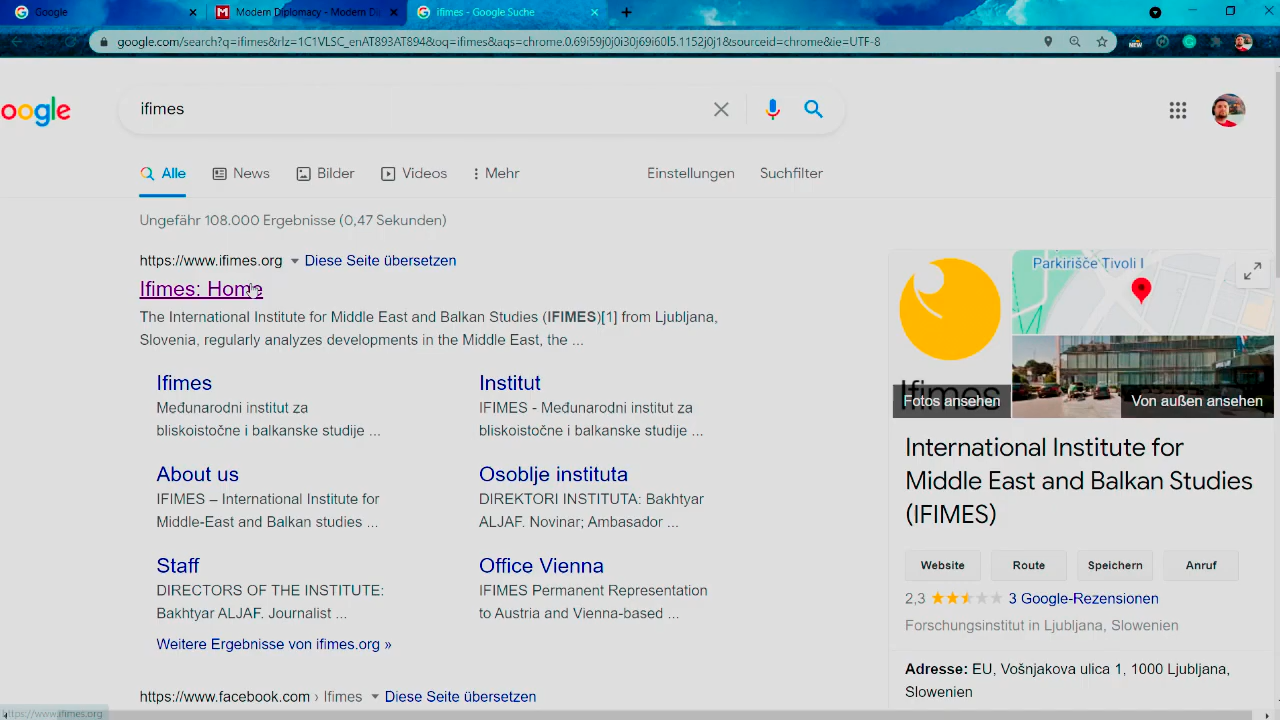 Google
Modern Diplomacy - Modern Di
ifimes - Google Suche
google.com/search?q=ifimes&rlz=1C1VLSC_enAT893AT894&oq=ifimes&aqs=chrome.0.69i59j0j0i30j69i60l5.1152j0j1&sourceid=chrome&ie=UTF-8
NEW
oogle
ifimes
Alle
News
Bilder
Videos
Mehr
Einstellungen
Suchfilter
Ungefähr 108.000 Ergebnisse (0,47 Sekunden)
https://www.ifimes.org
Diese Seite übersetzen
Ifimes: Home
The International Institute for Middle East and Balkan Studies (IFIMES)[1] from Ljubljana,
Slovenia, regularly analyzes developments in the Middle East, the ...
Ifimes
Međunarodni institut za
bliskoistočne i balkanske studije ...
Institut
IFIMES - Međunarodni institut za
bliskoistočne i balkanske studije ...
About us
IFIMES – International Institute for
Middle-East and Balkan studies ...
Osoblje instituta
DIREKTORI INSTITUTA: Bakhtyar
ALJAF. Novinar; Ambasador ...
Staff
DIRECTORS OF THE INSTITUTE:
Bakhtyar ALJAF. Journalist ...
Office Vienna
IFIMES Permanent Representation
to Austria and Vienna-based ...
Weitere Ergebnisse von ifimes.org »
https://www.facebook.com › Ifimes
Diese Seite übersetzen
Parkirišče Tivoli I
Ifimes
Fotos ansehen
Von außen ansehen
International Institute for
Middle East and Balkan Studies
(IFIMES)
Website
Route
Speichern
Anruf
2,3
3 Google-Rezensionen
Forschungsinstitut in Ljubljana, Slowenien
Adresse: EU, Vošnjakova ulica 1, 1000 Ljubljana,
Slowenien
https://www.ifimes.org